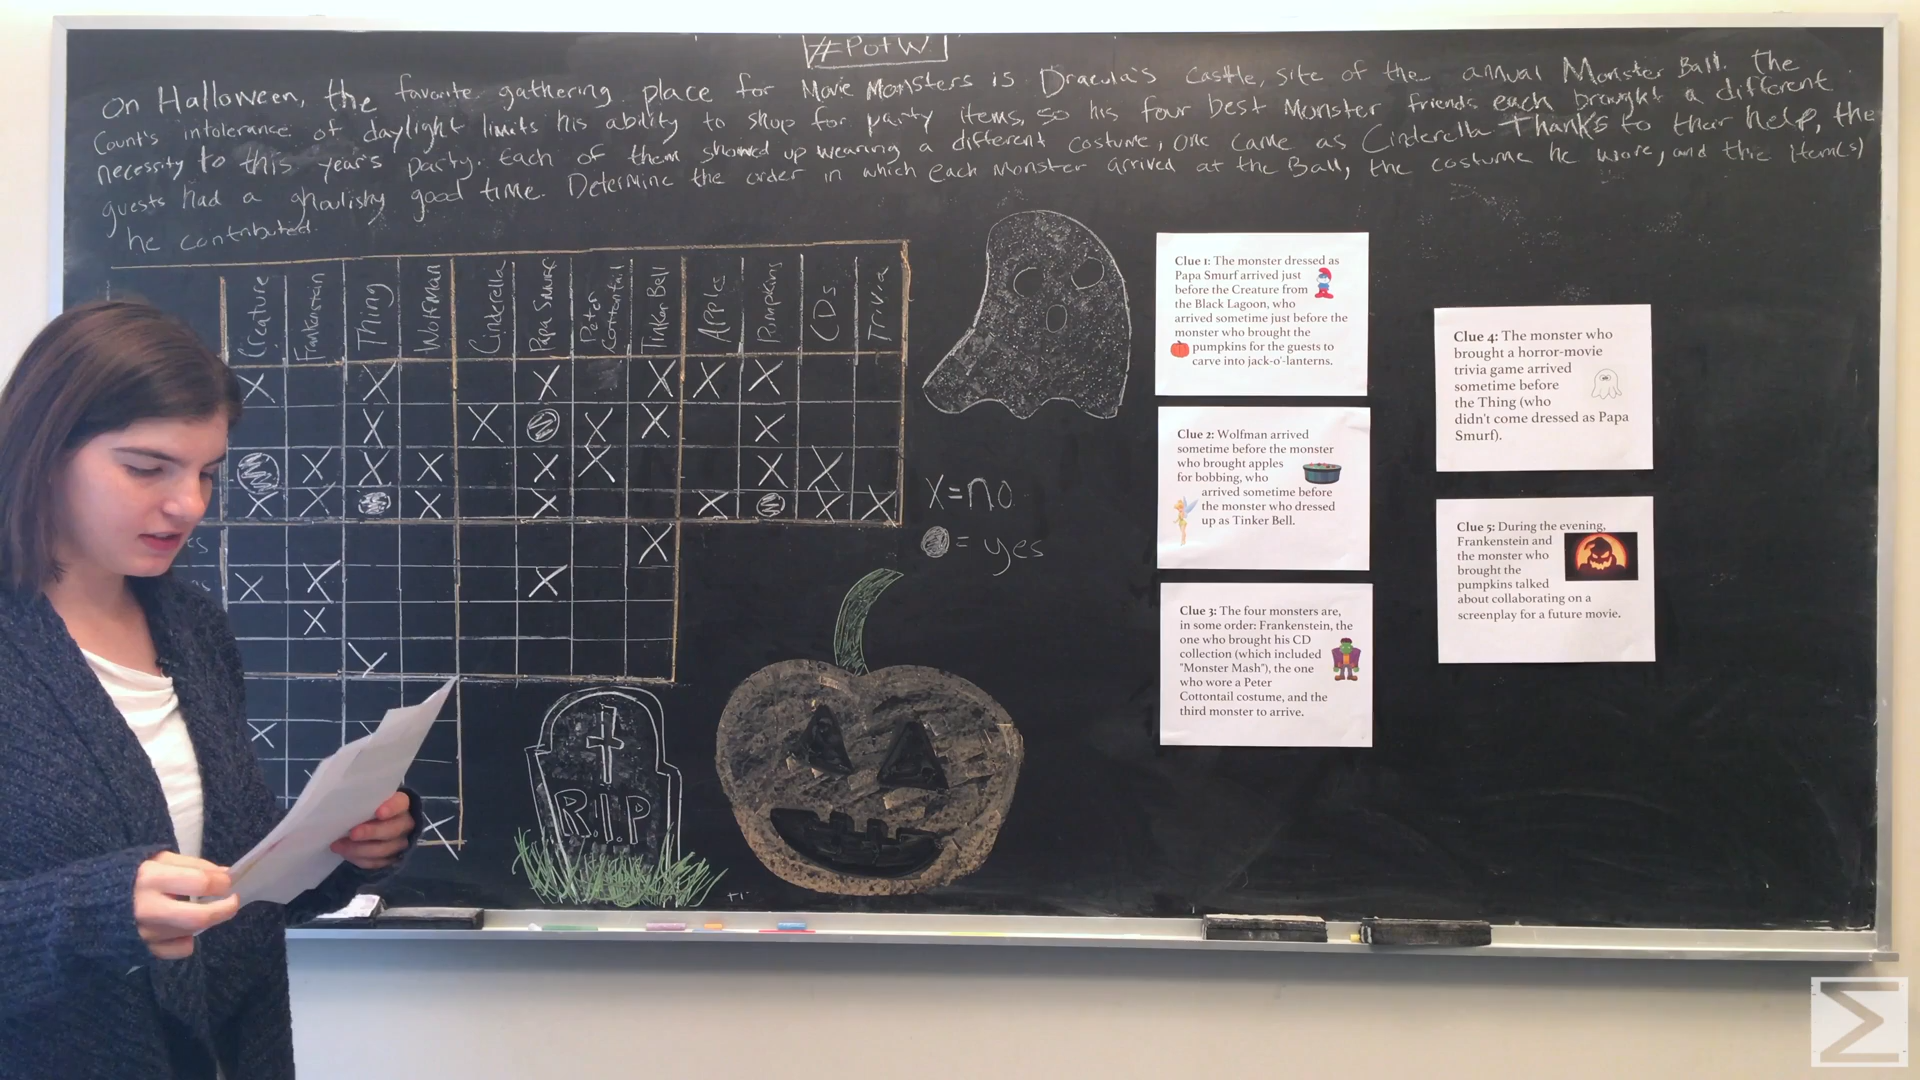 #POTW
On Halloween, the favorite gathering place for Movie Monsters is Dracula's Castle, site of the annual Monster Ball. The
Count's intolerance of daylight limits his ability to shop for party items, so his four best Monster friends each brought a different
necessity to this year's party. Each of them showed up wearing a different costume, one came as Cinderella Thanks to their help, the
guests had a ghoulishy good time. Determine the order in which each Monster arrived at the Ball, the costume he wore, and the item(s)
he contributed.
Creature
Thing
Wolfman
Cinderella
Papa Smurf
Peter
Cottontail
Tinker Bell
Apples
Pumpkins
CDs
Trivia
X X X X X X
X X X X X
X X X X X X X
X X X X X X X
X
X X X
X
X
X
X = no
= yes
R.I.P
Clue 1: The monster dressed as
Papa Smurf arrived just
before the Creature from
the Black Lagoon, who
arrived sometime just before the
monster who brought the
pumpkins for the guests to
carve into jack-o'-lanterns.
Clue 2: Wolfman arrived
sometime before the monster
who brought apples
for bobbing, who
arrived sometime before
the monster who dressed
up as Tinker Bell.
Clue 3: The four monsters are,
in some order: Frankenstein, the
one who brought his CD
collection (which included
"Monster Mash"), the one
who wore a Peter
Cottontail costume, and the
third monster to arrive.
Clue 4: The monster who
brought a horror-movie
trivia game arrived
sometime before
the Thing (who
didn't come dressed as Papa
Smurf).
Clue 5: During the evening,
Frankenstein and
the monster who
brought the
pumpkins talked
about collaborating on a
screenplay for a future movie.